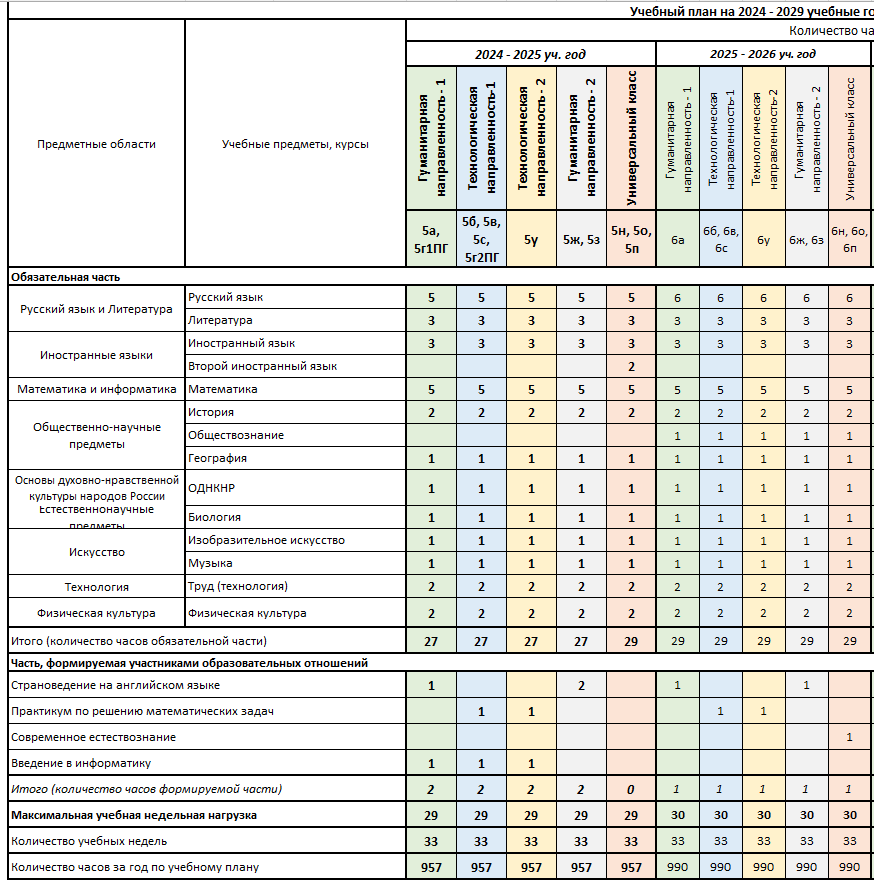 Учебный план на 2024 - 2029 учебные го
Количество ча
Предметные области
Учебные предметы, курсы
2024 - 2025 уч. год
2025 - 2026 уч. год
Гуманитарная направленность - 1
Технологическая направленность-1
Технологическая направленность - 2
Гуманитарная направленность - 2
Универсальный класс
Гуманитарная направленность - 1
Технологическая направленность-1
Технологическая направленность-2
Гуманитарная направленность - 2
Универсальный класс
5а, 5г1ПГ
5б, 5в, 5с, 5г2ПГ
5у
5ж, 5з
5н, 5о, 5п
6а
6б, 6в, 6с
6у
6ж, 6з
6н, 6о, 6п
Обязательная часть
Русский язык и Литература
Русский язык 5 5 5 5 5 6 6 6 6 6
Литература 3 3 3 3 3 3 3 3 3 3
Иностранные языки
Иностранный язык 3 3 3 3 3 3 3 3 3 3
Второй иностранный язык 2
Математика и информатика Математика 5 5 5 5 5 5 5 5 5 5
Общественно-научные предметы
История 2 2 2 2 2 2 2 2 2 2
Обществознание 1 1 1 1 1
География 1 1 1 1 1 1 1 1 1 1
Основы духовно-нравственной культуры народов России
ОДНКНР 1 1 1 1 1 1 1 1 1 1
Естественнонаучные предметы
Биология 1 1 1 1 1 1 1 1 1 1
Искусство
Изобразительное искусство 1 1 1 1 1 1 1 1 1 1
Музыка 1 1 1 1 1 1 1 1 1 1
Технология Труд (технология) 2 2 2 2 2 2 2 2 2 2
Физическая культура Физическая культура 2 2 2 2 2 2 2 2 2 2
Итого (количество часов обязательной части) 27 27 27 27 29 29 29 29 29 29
Часть, формируемая участниками образовательных отношений
Страноведение на английском языке 1 2 1 1
Практикум по решению математических задач 1 1 1 1
Современное естествознание 1
Введение в информатику 1 1 1
Итого (количество часов формируемой части) 2 2 2 2 0 1 1 1 1 1
Максимальная учебная недельная нагрузка 29 29 29 29 29 30 30 30 30 30
Количество учебных недель 33 33 33 33 33 33 33 33 33 33
Количество часов за год по учебному плану 957 957 957 957 957 990 990 990 990 990